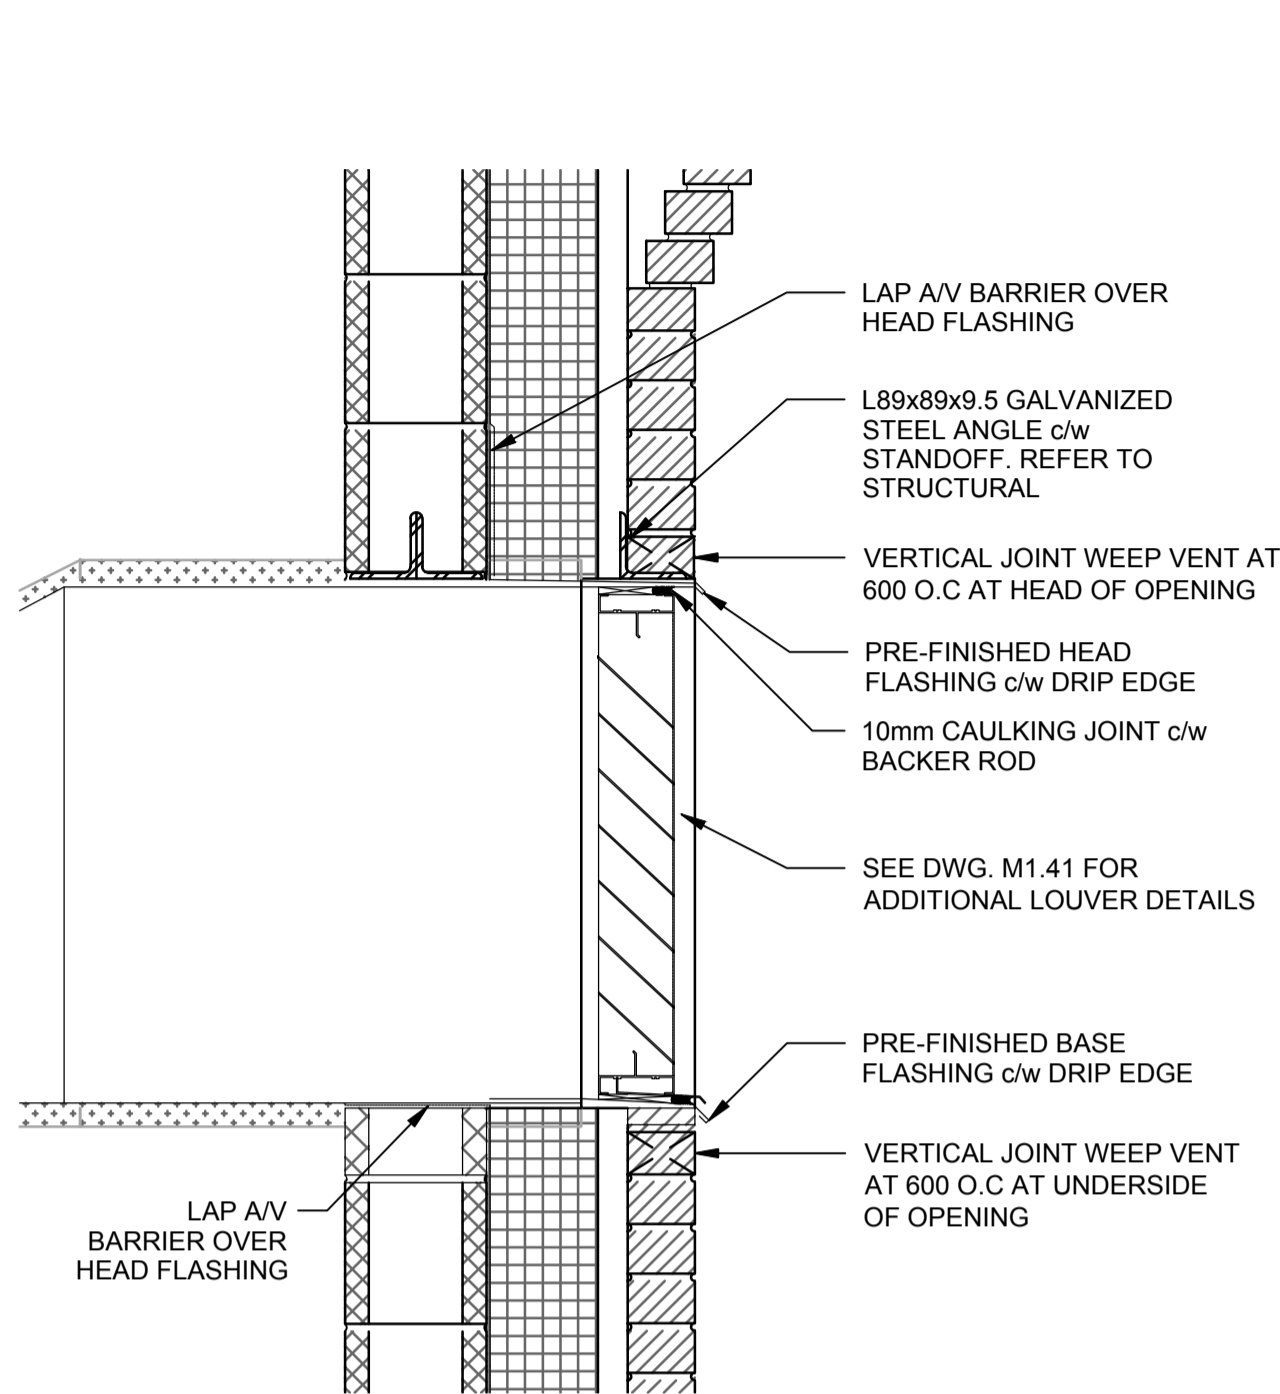 LAP A/V BARRIER OVER
HEAD FLASHING
L89x89x9.5 GALVANIZED
STEEL ANGLE c/w
STANDOFF. REFER TO
STRUCTURAL
VERTICAL JOINT WEEP VENT AT
600 O.C AT HEAD OF OPENING
PRE-FINISHED HEAD
FLASHING c/w DRIP EDGE
10mm CAULKING JOINT c/w
BACKER ROD
SEE DWG. M1.41 FOR
ADDITIONAL LOUVER DETAILS
PRE-FINISHED BASE
FLASHING c/w DRIP EDGE
VERTICAL JOINT WEEP VENT
AT 600 O.C AT UNDERSIDE
OF OPENING
LAP A/V
BARRIER OVER
HEAD FLASHING